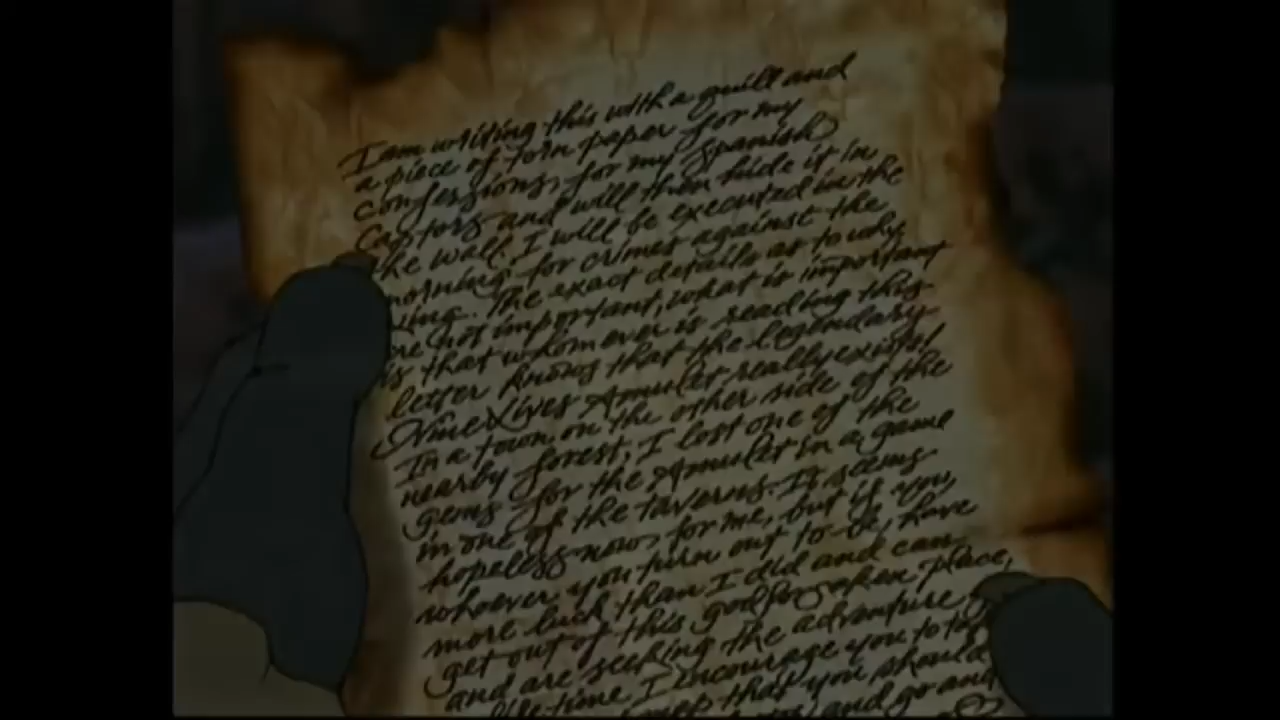 I am writing this with a quill and
a piece of torn paper for my
confessions, for my Spanish
Captors and will then hide it in
the wall. I will be executed in the
morning for crimes against the
King. The exact details as to why
are not important, what is important
is that whomever is reading this
letter knows that the legendary
Nine Lives Amulet really exists!
In a town on the other side of the
nearby forest, I lost one of the
gems for the Amulet in a game
in one of the taverns. It seems
hopeless now, for me, but if you,
whoever you turn out to be, have
more luck than I did and can
get out of this godforsaken place,
and are seeking the adventure
life-time I encourage you to
that you should
and go and